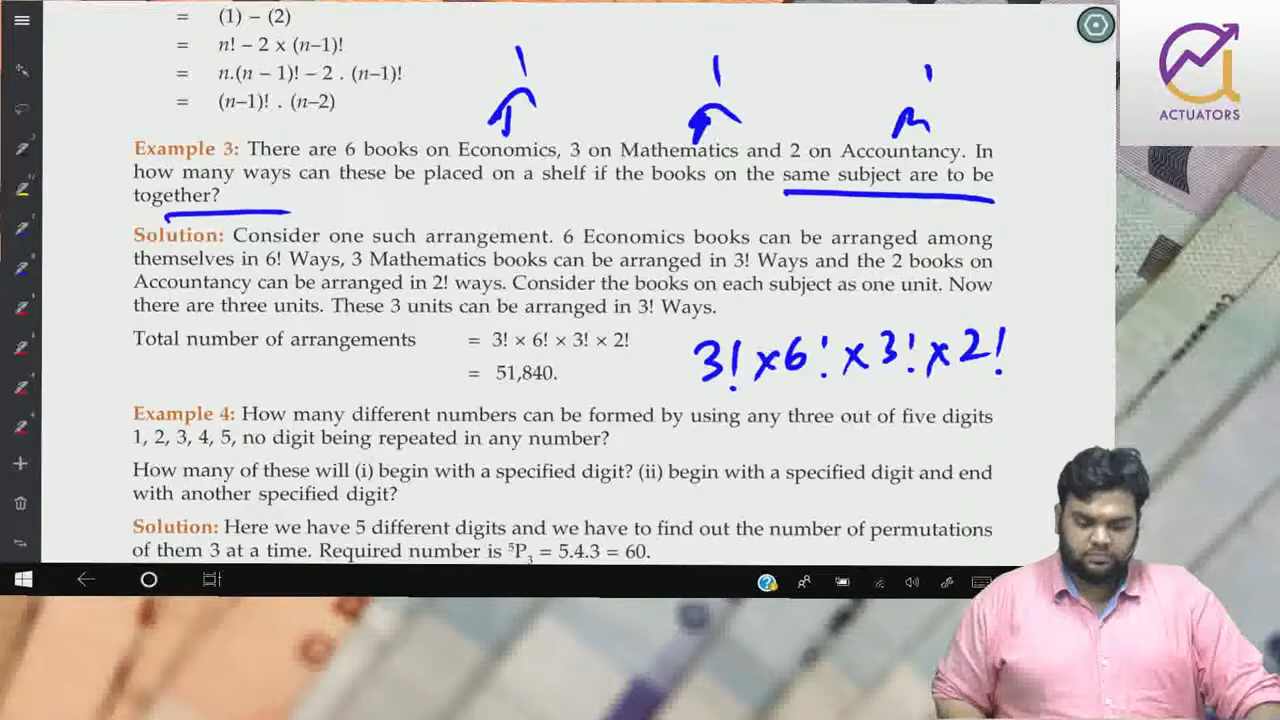 = (1) – (2)
= n! – 2 x (n–1)!
= n.(n – 1)! – 2 . (n–1)!
= (n–1)! . (n–2)
ACTUATORS
Example 3: There are 6 books on Economics, 3 on Mathematics and 2 on Accountancy. In
how many ways can these be placed on a shelf if the books on the same subject are to be
together?
Solution: Consider one such arrangement. 6 Economics books can be arranged among
themselves in 6! Ways, 3 Mathematics books can be arranged in 3! Ways and the 2 books on
Accountancy can be arranged in 2! ways. Consider the books on each subject as one unit. Now
there are three units. These 3 units can be arranged in 3! Ways.
Total number of arrangements = 3! × 6! × 3! × 2!
3! × 6! × 3! × 2!
= 51,840.
Example 4: How many different numbers can be formed by using any three out of five digits
1, 2, 3, 4, 5, no digit being repeated in any number?
How many of these will (i) begin with a specified digit? (ii) begin with a specified digit and end
with another specified digit?
Solution: Here we have 5 different digits and we have to find out the number of permutations
of them 3 at a time. Required number is ⁵P₃ = 5.4.3 = 60.